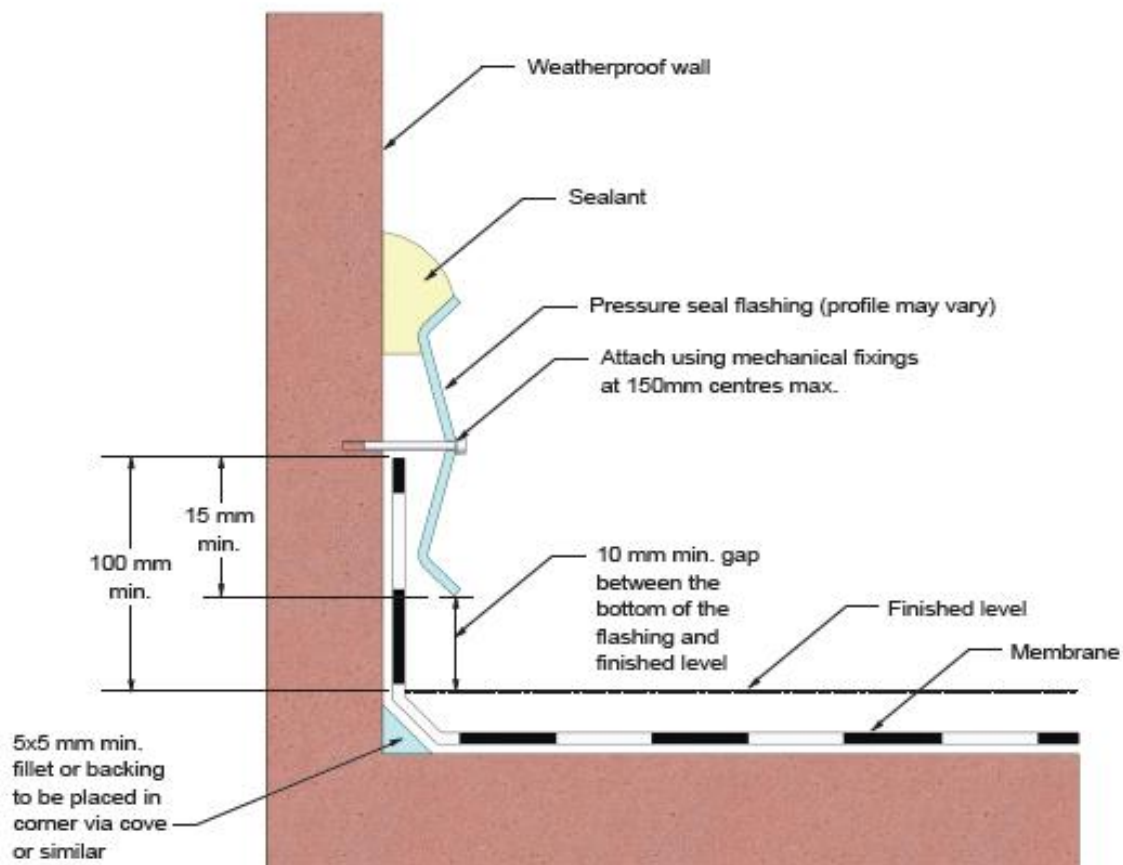 Weatherproof wall
Sealant
Pressure seal flashing (profile may vary)
Attach using mechanical fixings
at 150mm centres max.
15 mm
min.
100 mm
min.
10 mm min. gap
between the
bottom of the
flashing and
finished level
Finished level
Membrane
5x5 mm min.
fillet or backing
to be placed in
corner via cove
or similar